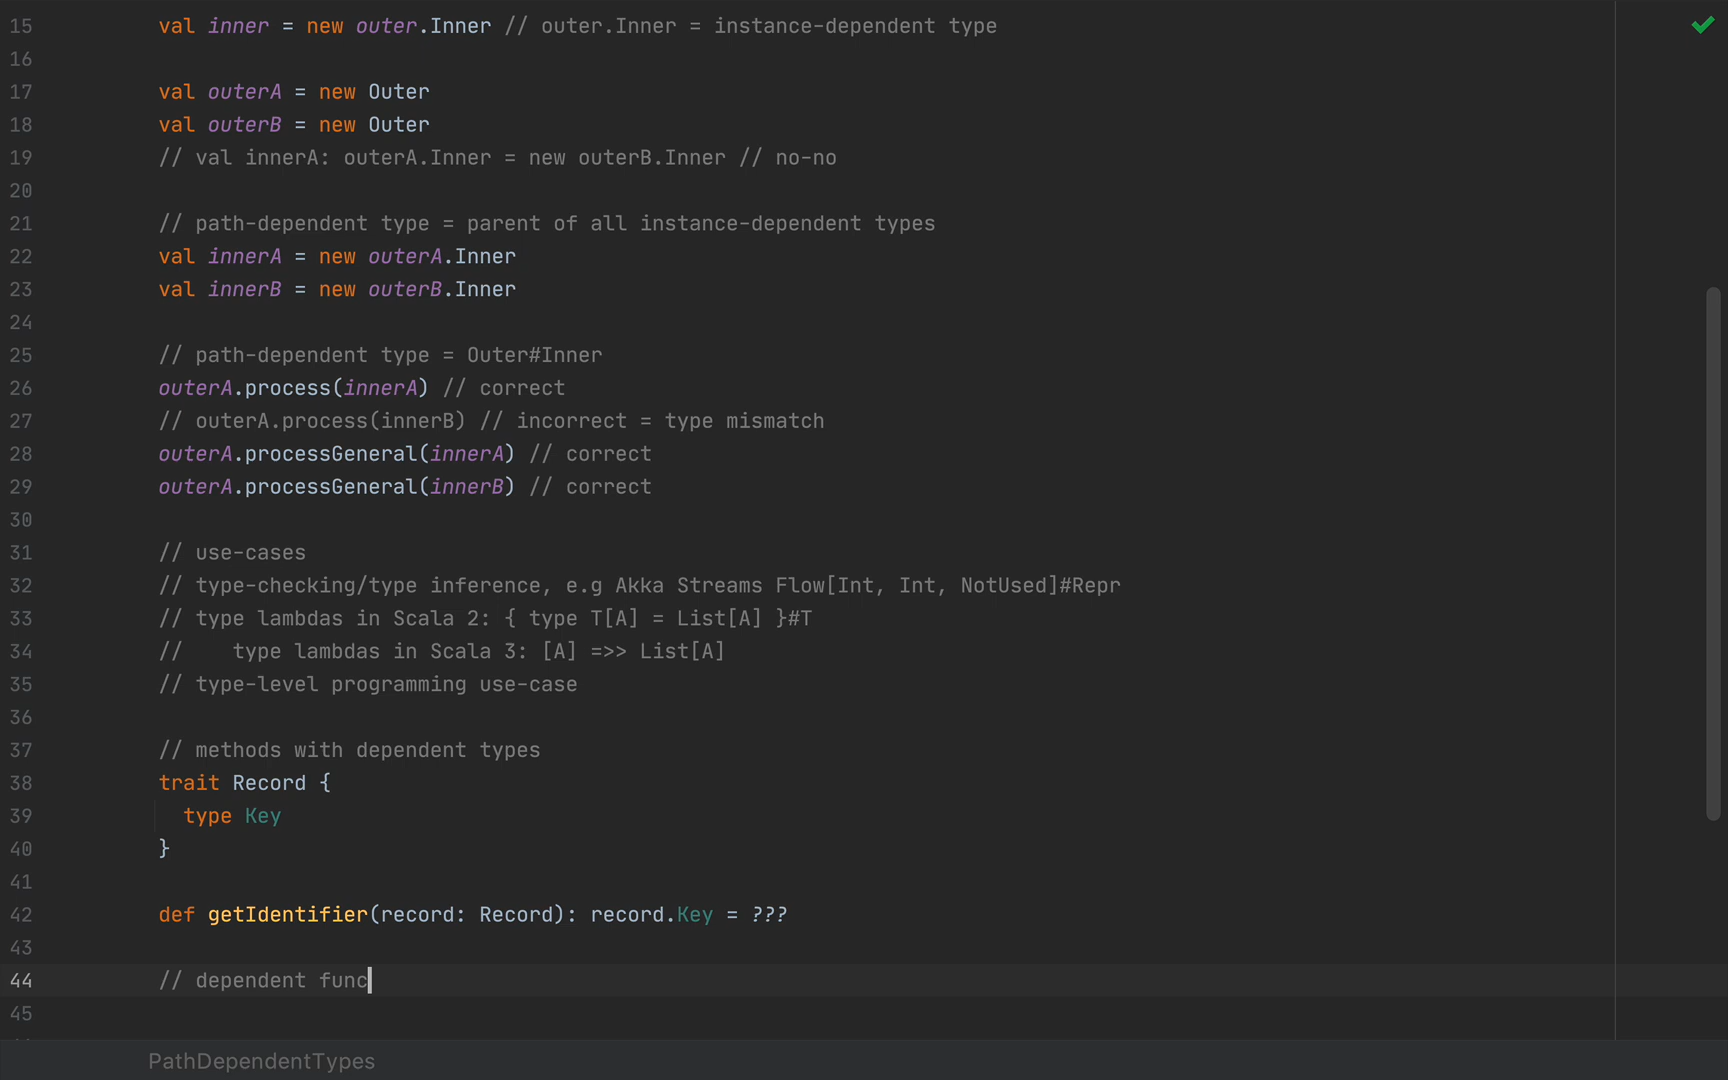 15 val inner = new outer.Inner // outer.Inner = instance-dependent type
16
17 val outerA = new Outer
18 val outerB = new Outer
19 // val innerA: outerA.Inner = new outerB.Inner // no-no
20
21 // path-dependent type = parent of all instance-dependent types
22 val innerA = new outerA.Inner
23 val innerB = new outerB.Inner
24
25 // path-dependent type = Outer#Inner
26 outerA.process(innerA) // correct
27 // outerA.process(innerB) // incorrect = type mismatch
28 outerA.processGeneral(innerA) // correct
29 outerA.processGeneral(innerB) // correct
30
31 // use-cases
32 // type-checking/type inference, e.g Akka Streams Flow[Int, Int, NotUsed]#Repr
33 // type lambdas in Scala 2: { type T[A] = List[A] }#T
34 //    type lambdas in Scala 3: [A] =>> List[A]
35 // type-level programming use-case
36
37 // methods with dependent types
38 trait Record {
39   type Key
40 }
41
42 def getIdentifier(record: Record): record.Key = ???
43
44 // dependent func
45
PathDependentTypes